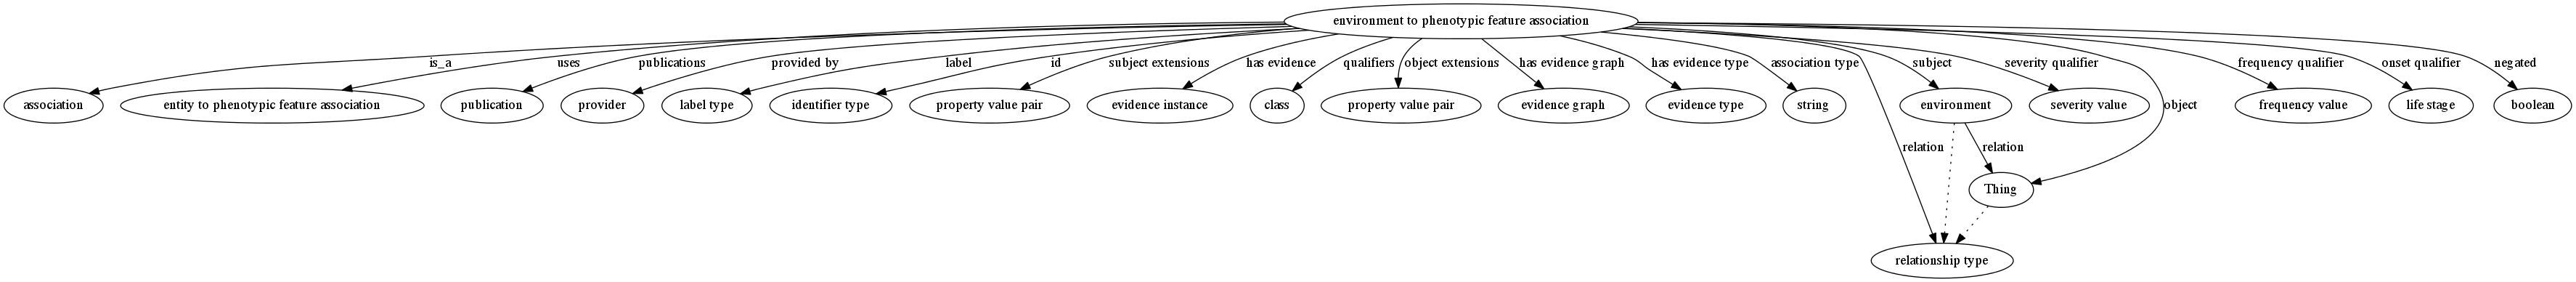 environment to phenotypic feature association
is_a
uses
publications
provided by
label
id
subject extensions
has evidence
qualifiers
object extensions
has evidence graph
has evidence type
association type
subject
severity qualifier
frequency qualifier
onset qualifier
negated
association
entity to phenotypic feature association
publication
provider
label type
identifier type
property value pair
evidence instance
class
property value pair
evidence graph
evidence type
string
environment
severity value
object
frequency value
life stage
boolean
relation
relation
Thing
relationship type